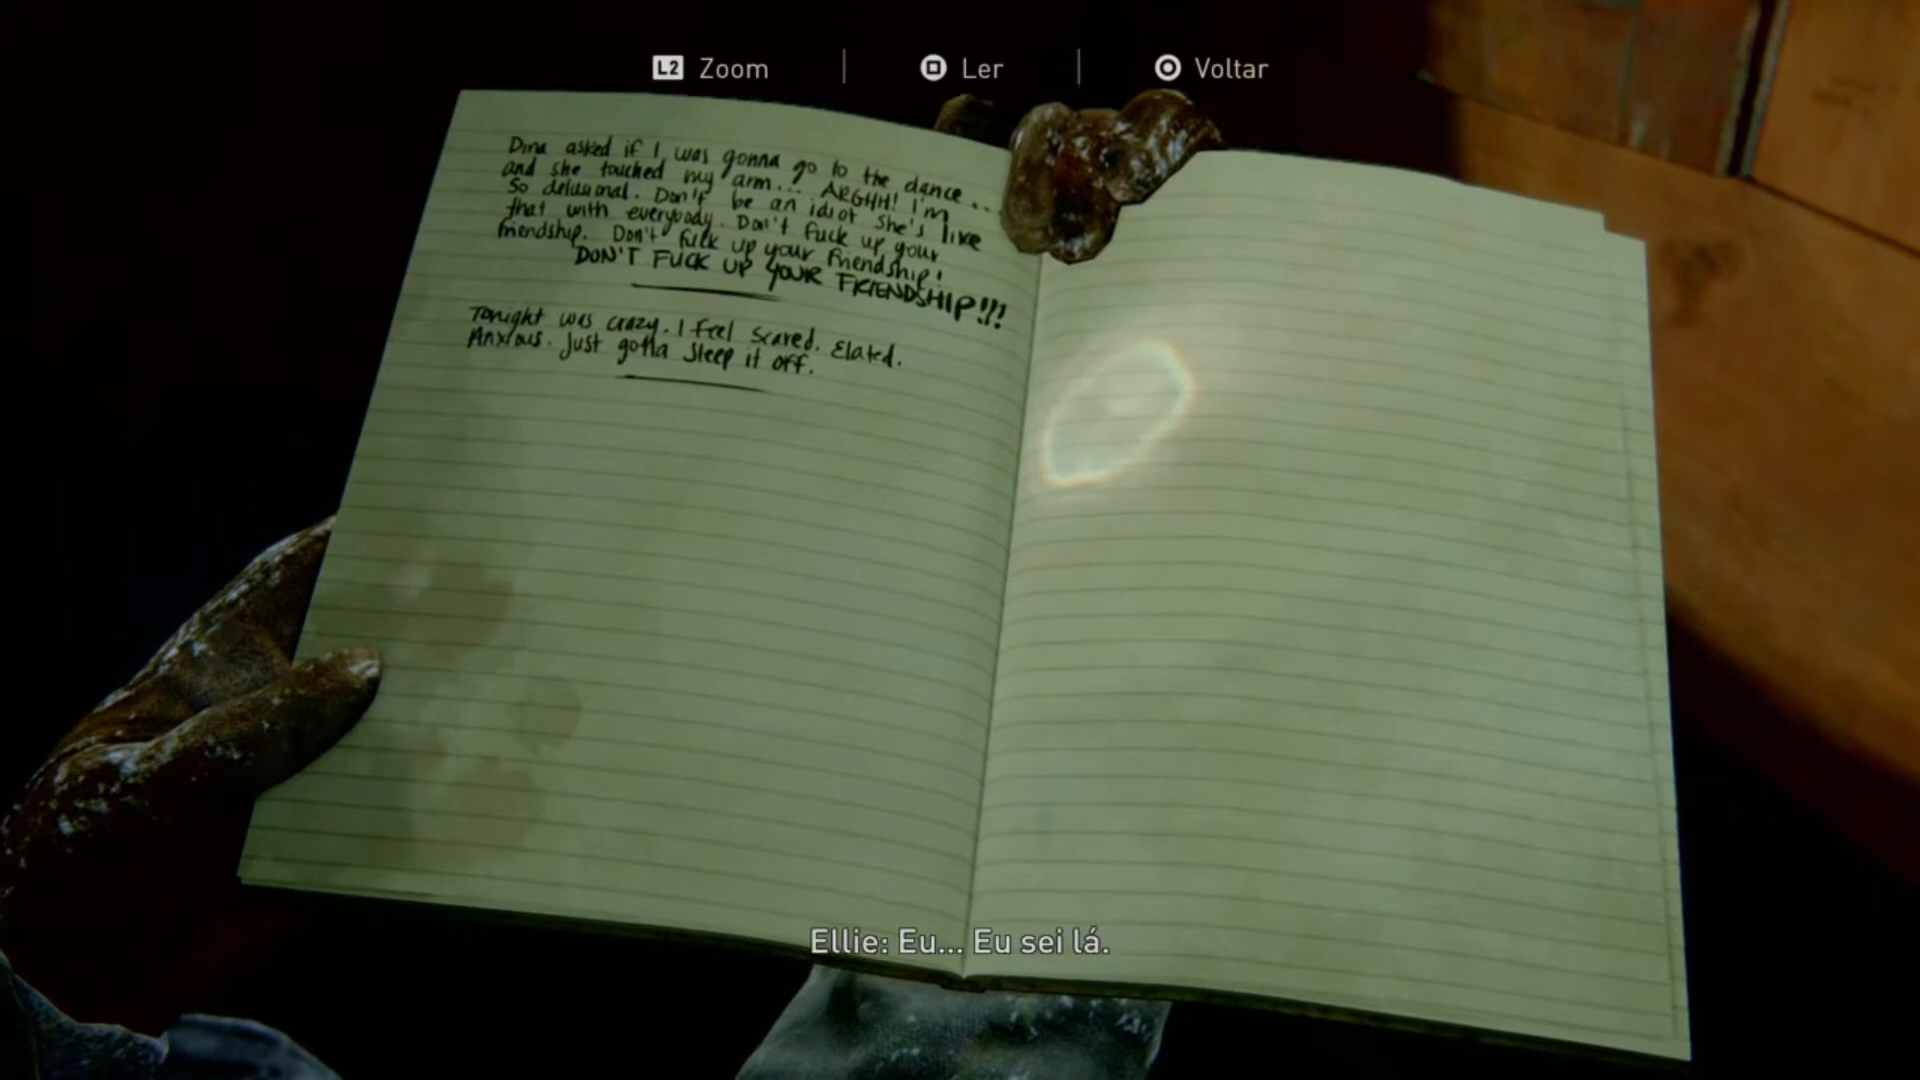 L2 Zoom | Ler | Voltar
Dina asked if I was gonna go to the dance...
and she touched my arm... ARGHH! I'm
So delusional. Don't be an idiot she's like
that with everybody. Don't fuck up your
friendship. Don't fuck up your friendship!
DON'T FUCK UP YOUR FRIENDSHIP!!!
Tonight was crazy. I feel scared. Elated.
Anxious. Just gotta sleep it off.
Ellie: Eu... Eu sei lá.